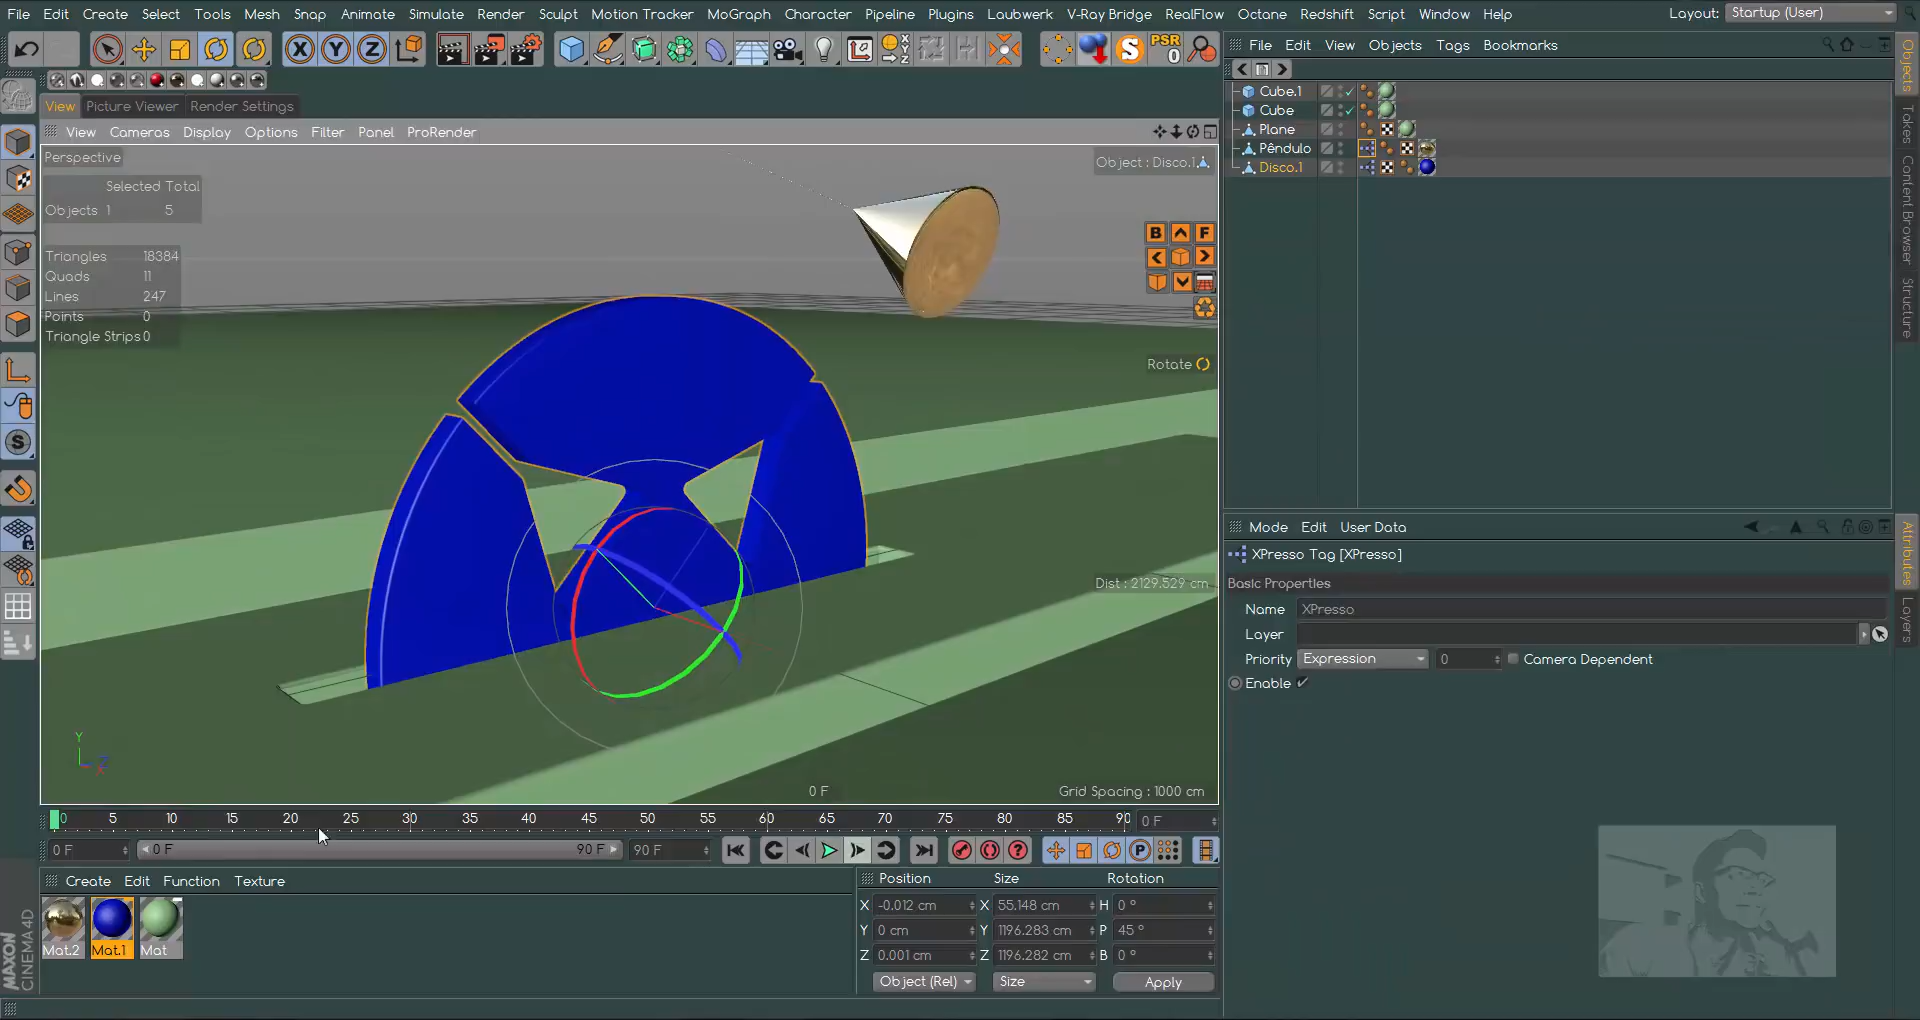 File Edit Create Select Tools Mesh Snap Animate Simulate Render Sculpt Motion Tracker MoGraph Character Pipeline Plugins Laubwerk V-Ray Bridge RealFlow Octane Redshift Script Window Help Layout: Startup (User)
X Y Z S PSR 0
File Edit View Objects Tags Bookmarks
View Picture Viewer Render Settings
View Cameras Display Options Filter Panel ProRender
Perspective
Object : Disco.1
Selected Total
Objects 1 5
Triangles 18384
Quads 11
Lines 247
Points 0
Triangle Strips 0
B F
Rotate
Dist : 2129.529 cm
Y
Z
X
0 F
Grid Spacing : 1000 cm
Cube.1
Cube
Plane
Pêndulo
Disco.1
Objects
Takes
Content Browser
Structure
Mode Edit User Data
XPresso Tag [XPresso]
Basic Properties
Name XPresso
Layer
Priority Expression 0 Camera Dependent
Enable
Attributes
Layers
0 5 10 15 20 25 30 35 40 45 50 55 60 65 70 75 80 85 90 0 F
0 F 0 F 90 F 90 F P
Create Edit Function Texture
Mat.2 Mat.1 Mat
Position Size Rotation
X -0.012 cm X 55.148 cm H 0 °
Y 0 cm Y 1196.283 cm P 45 °
Z 0.001 cm Z 1196.282 cm B 0 °
Object (Rel) Size Apply
MAXON
CINEMA 4D